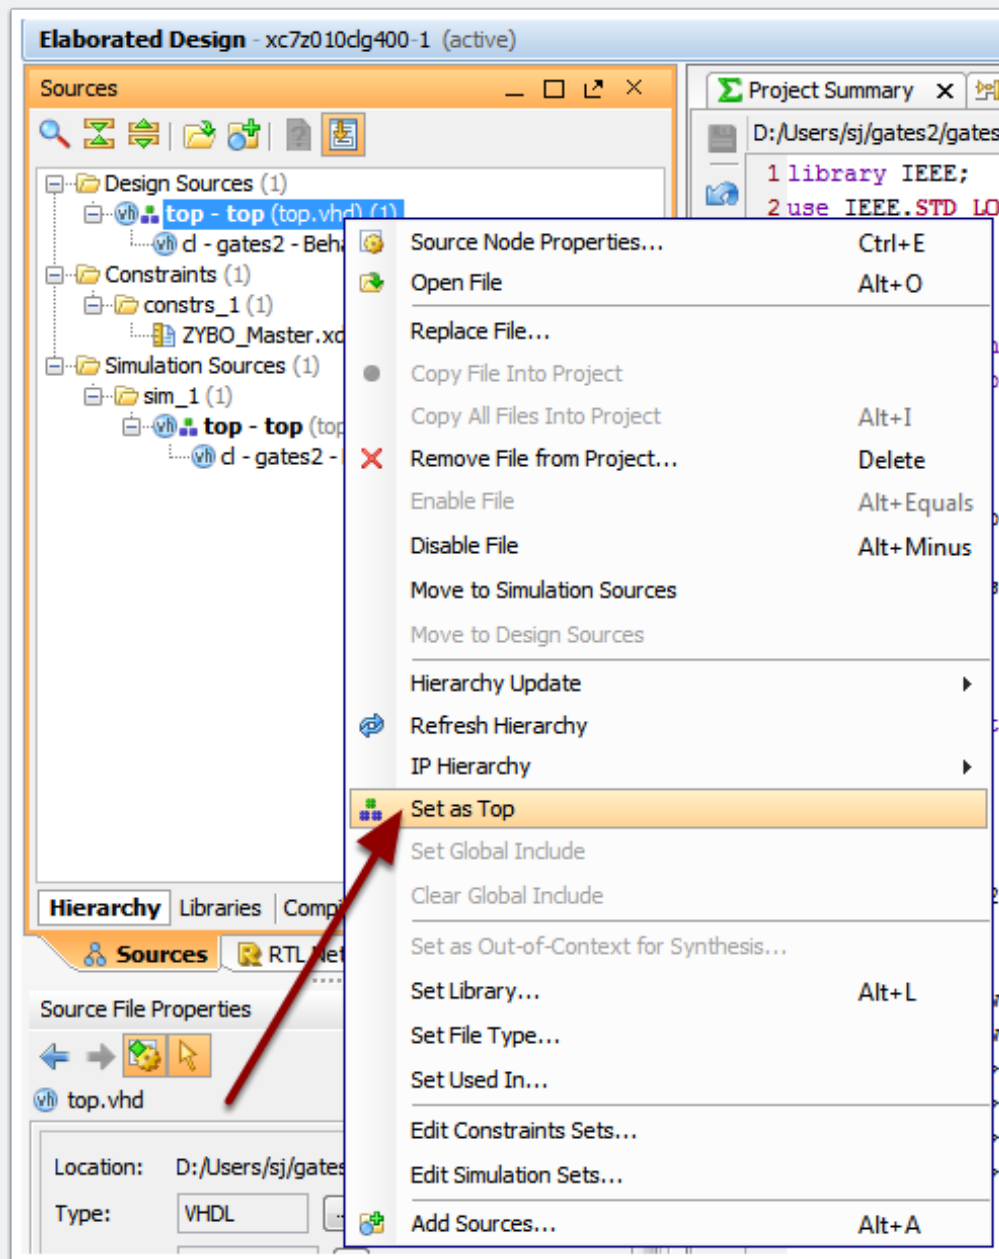 Elaborated Design - xc7z010clg400-1 (active)
Sources
Project Summary
D:/Users/sj/gates2/gates
1 library IEEE;
2 use IEEE.STD_LO
Design Sources (1)
top - top (top.vhd) (1)
cl - gates2 - Beha
Constraints (1)
constrs_1 (1)
ZYBO_Master.xd
Simulation Sources (1)
sim_1 (1)
top - top (top
cl - gates2 -
Source Node Properties... Ctrl+E
Open File Alt+O
Replace File...
Copy File Into Project
Copy All Files Into Project Alt+I
Remove File from Project... Delete
Enable File Alt+Equals
Disable File Alt+Minus
Move to Simulation Sources
Move to Design Sources
Hierarchy Update
Refresh Hierarchy
IP Hierarchy
Set as Top
Set Global Include
Clear Global Include
Set as Out-of-Context for Synthesis...
Set Library... Alt+L
Set File Type...
Set Used In...
Edit Constraints Sets...
Edit Simulation Sets...
Add Sources... Alt+A
Hierarchy Libraries Compi
Sources RTL Net
Source File Properties
top.vhd
Location: D:/Users/sj/gates
Type: VHDL